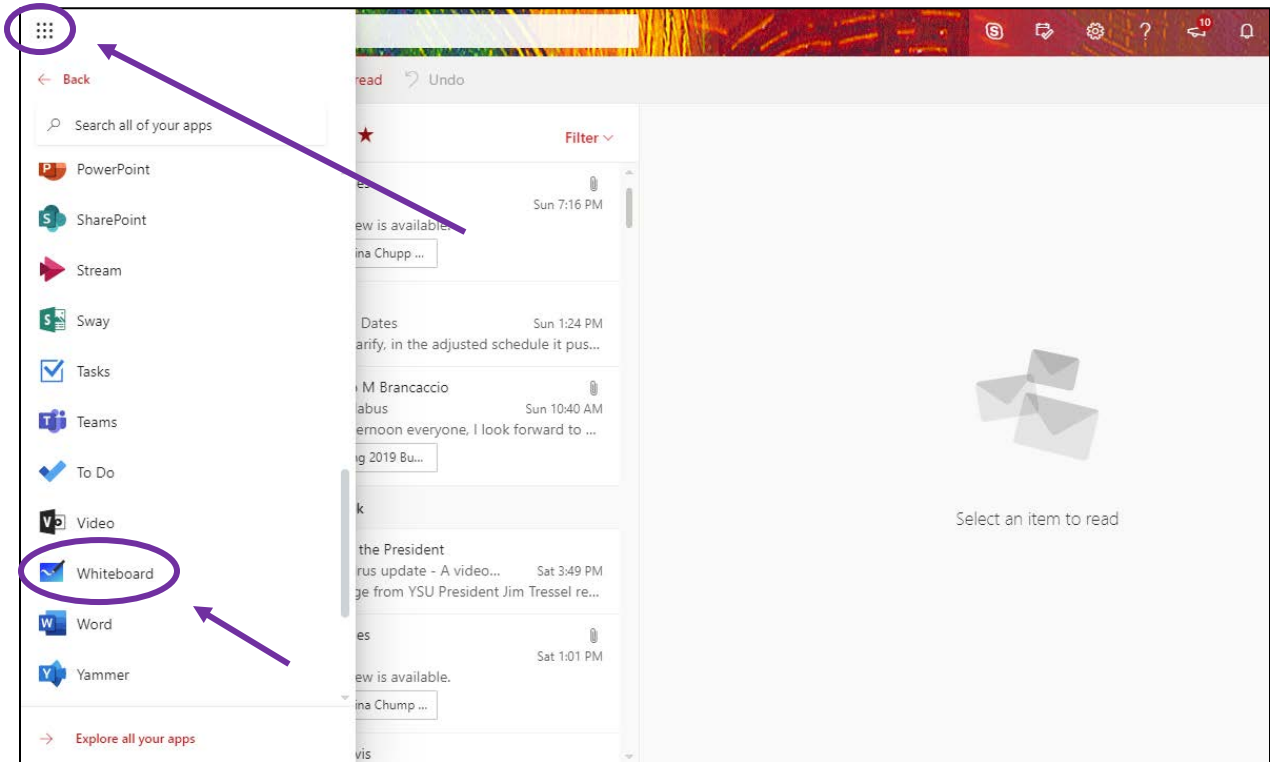 10
Back
read Undo
Search all of your apps
Filter
PowerPoint
SharePoint
Stream
Sway
Tasks
Teams
To Do
Video
Whiteboard
Word
Yammer
Explore all your apps
es
Sun 7:16 PM
ew is available.
ina Chupp ...
Dates Sun 1:24 PM
arify, in the adjusted schedule it pus...
M Brancaccio
abus Sun 10:40 AM
ernoon everyone, I look forward to ...
ng 2019 Bu...
k
the President
rus update - A video... Sat 3:49 PM
ge from YSU President Jim Tressel re...
es
Sat 1:01 PM
ew is available.
ina Chump ...
vis
Select an item to read